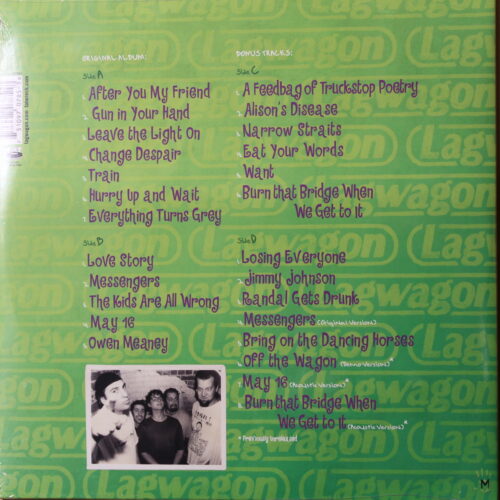 ORIGINAL ALBUM:
Side A
After You My Friend
Gun in Your Hand
Leave the Light On
Change Despair
Train
Hurry Up and Wait
Everything Turns Grey
Side B
Love Story
Messengers
The Kids Are All Wrong
May 16
Owen Meaney
BONUS TRACKS:
Side C
A Feedbag of Truckstop Poetry
Alison's Disease
Narrow Straits
Eat Your Words
Want
Burn that Bridge When
We Get to it
Side D
Losing Everyone
Jimmy Johnson
Randal Gets Drunk
Messengers (Original Version)
Bring on the Dancing Horses
Off the Wagon (Demo Version)*
May 16 (Acoustic Version)*
Burn that Bridge When
We Get to it (Acoustic Version)*
* Previously Unreleased
Lagwagon